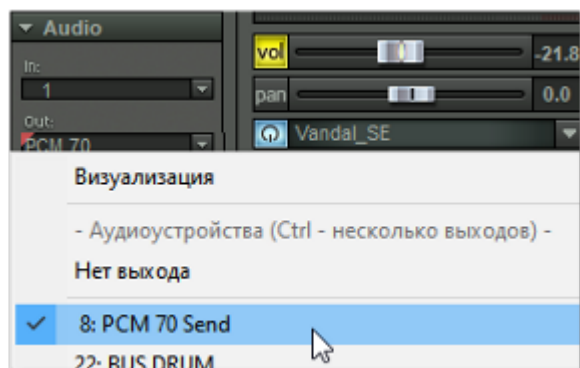 Audio
vol
-21.8
In:
1
pan
0.0
Out:
PCM 70
Vandal_SE
Визуализация
- Аудиоустройства (Ctrl - несколько выходов) -
Нет выхода
8: PCM 70 Send
22: BUS DRUM